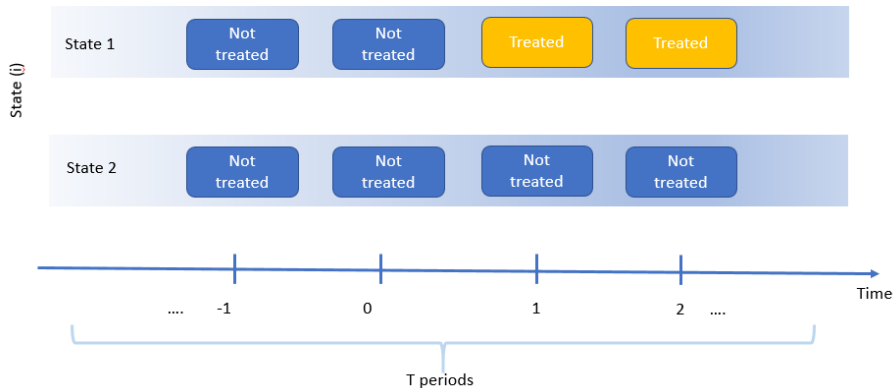 State (i)
State 1
Not treated
Not treated
Treated
Treated
State 2
Not treated
Not treated
Not treated
Not treated
Time
.... -1 0 1 2 ....
T periods